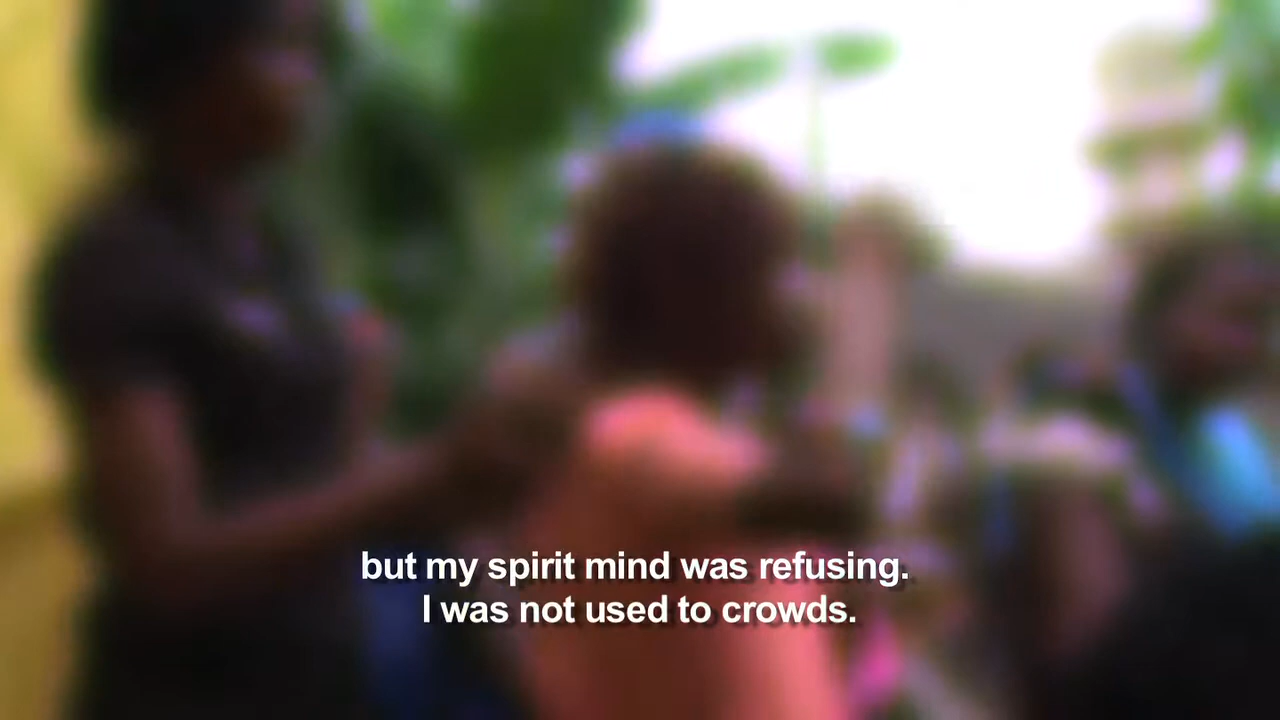 but my spirit mind was refusing.
I was not used to crowds.